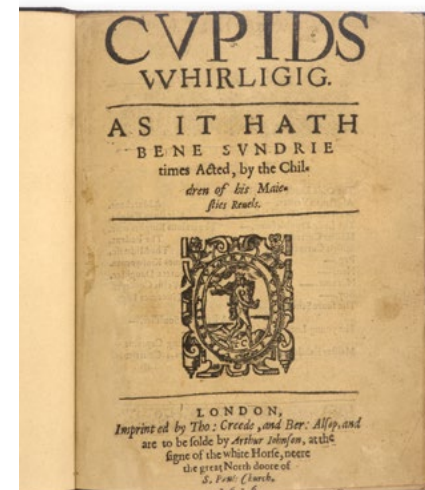 CVPIDS
VVHIRLIGIG.
AS IT HATH
BENE SVNDRIE
times Acted, by the Chil-
dren of his Maie-
sties Reuels.
LONDON,
Imprinted by Tho: Creede, and Ber: Alsop, and
are to be solde by Arthur Iohnson, at the
signe of the white Horse, neere
the great North doore of
S. Pauls Church.